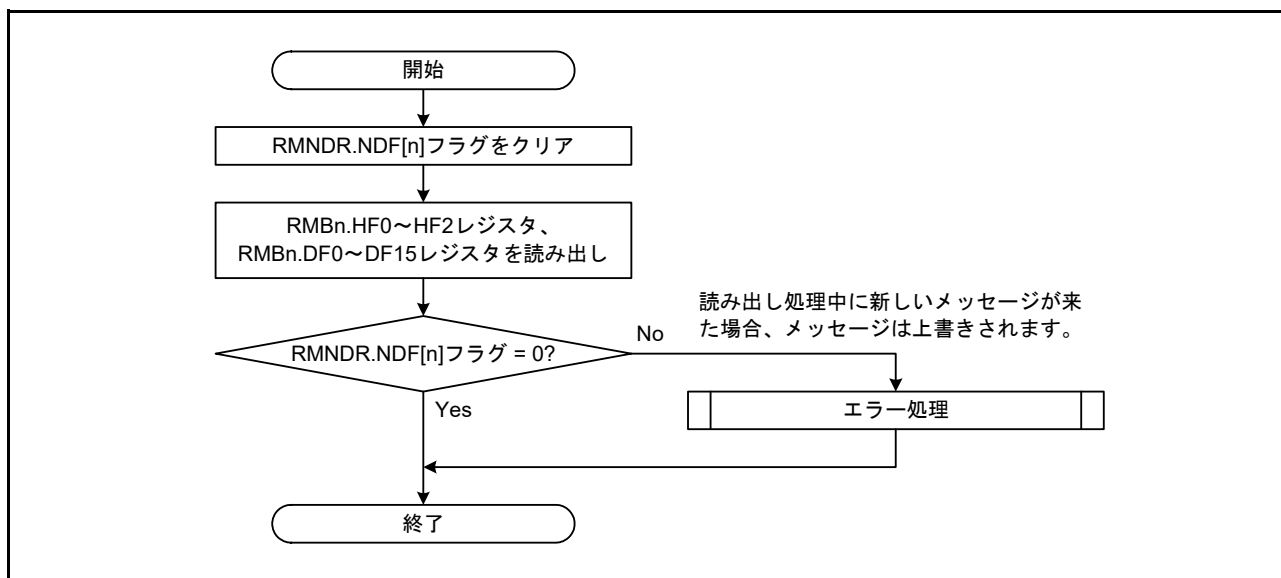 開始
RMNDR.NDF[n]フラグをクリア
RMBn.HF0～HF2レジスタ、
RMBn.DF0～DF15レジスタを読み出し
読み出し処理中に新しいメッセージが来
た場合、メッセージは上書きされます。
RMNDR.NDF[n]フラグ = 0?
No
Yes
エラー処理
終了